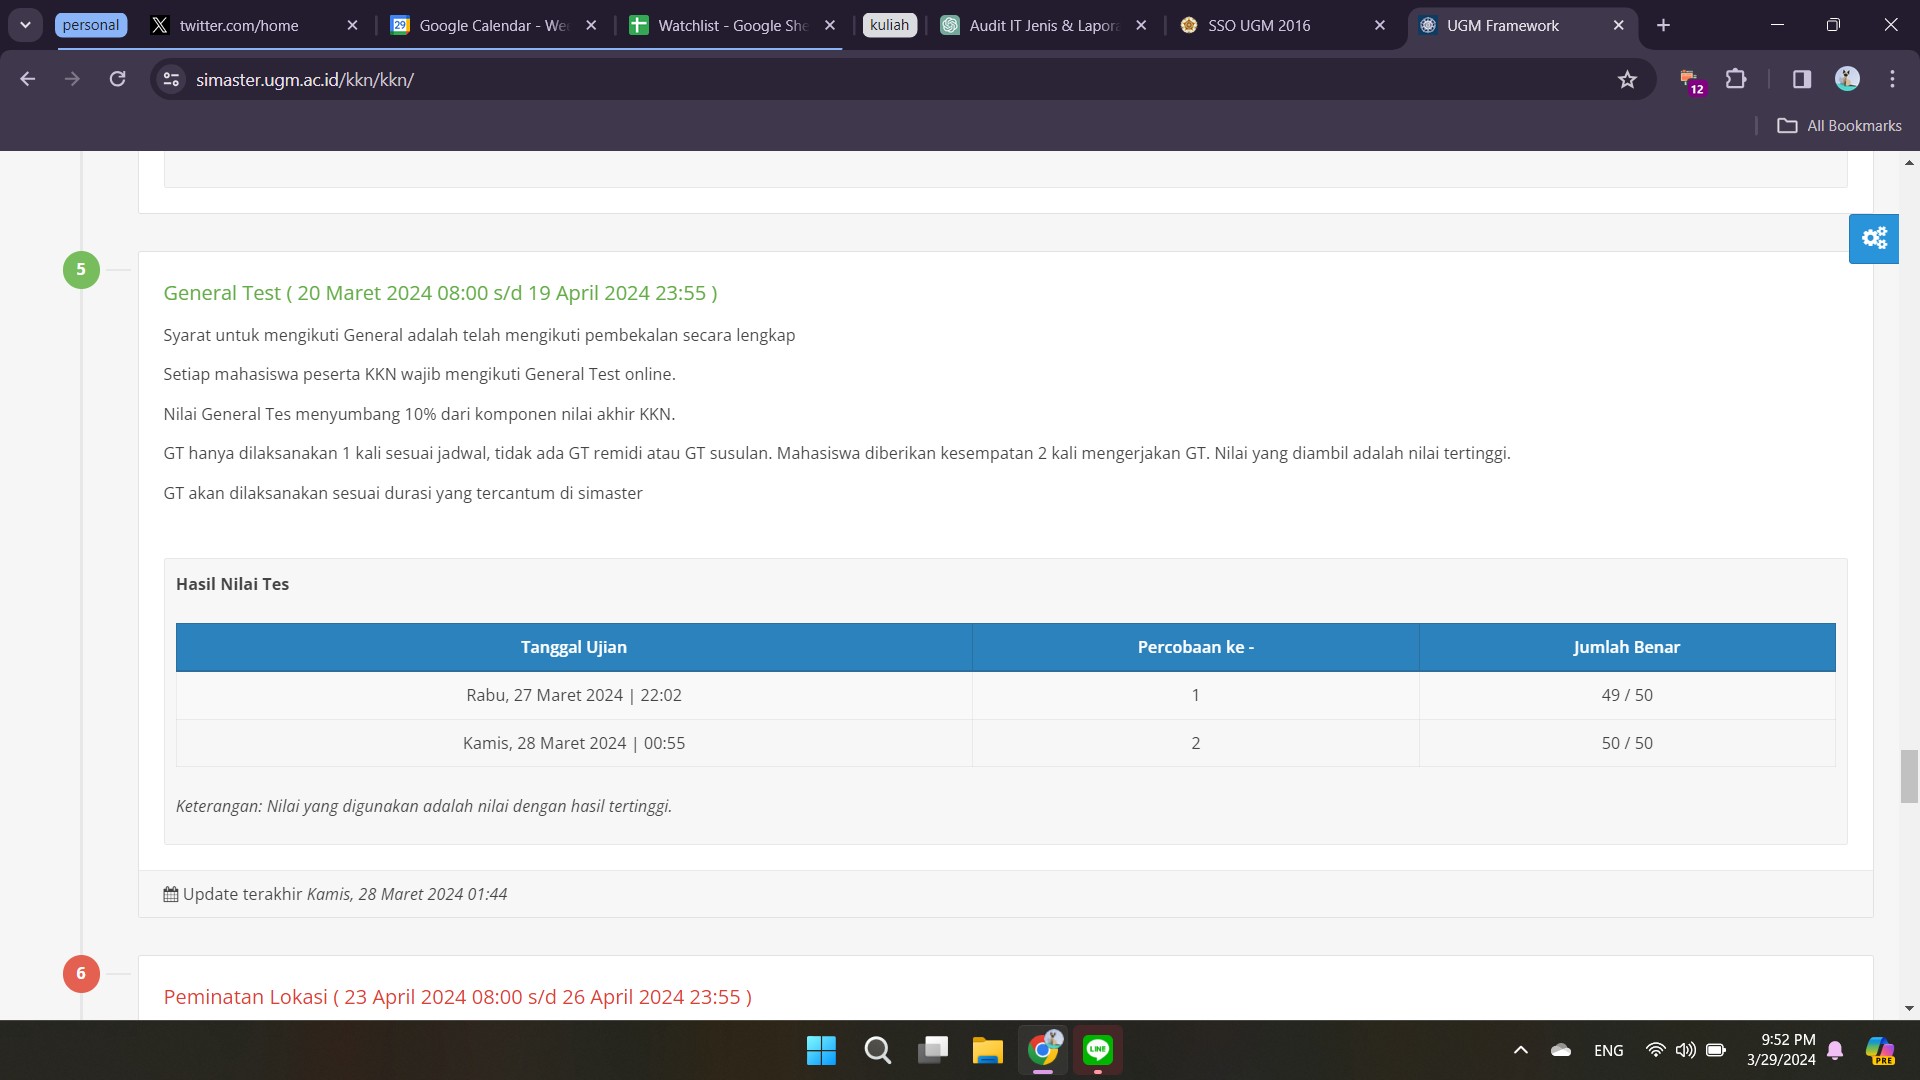 personal
twitter.com/home
Google Calendar - We
Watchlist - Google She
kuliah
Audit IT Jenis & Lapora
SSO UGM 2016
UGM Framework
simaster.ugm.ac.id/kkn/kkn/
12
All Bookmarks
5
General Test ( 20 Maret 2024 08:00 s/d 19 April 2024 23:55 )
Syarat untuk mengikuti General adalah telah mengikuti pembekalan secara lengkap
Setiap mahasiswa peserta KKN wajib mengikuti General Test online.
Nilai General Tes menyumbang 10% dari komponen nilai akhir KKN.
GT hanya dilaksanakan 1 kali sesuai jadwal, tidak ada GT remidi atau GT susulan. Mahasiswa diberikan kesempatan 2 kali mengerjakan GT. Nilai yang diambil adalah nilai tertinggi.
GT akan dilaksanakan sesuai durasi yang tercantum di simaster
Hasil Nilai Tes
Tanggal Ujian Percobaan ke - Jumlah Benar
Rabu, 27 Maret 2024 | 22:02 1 49 / 50
Kamis, 28 Maret 2024 | 00:55 2 50 / 50
Keterangan: Nilai yang digunakan adalah nilai dengan hasil tertinggi.
Update terakhir Kamis, 28 Maret 2024 01:44
6
Peminatan Lokasi ( 23 April 2024 08:00 s/d 26 April 2024 23:55 )
29
LINE
ENG
9:52 PM
3/29/2024
PRE